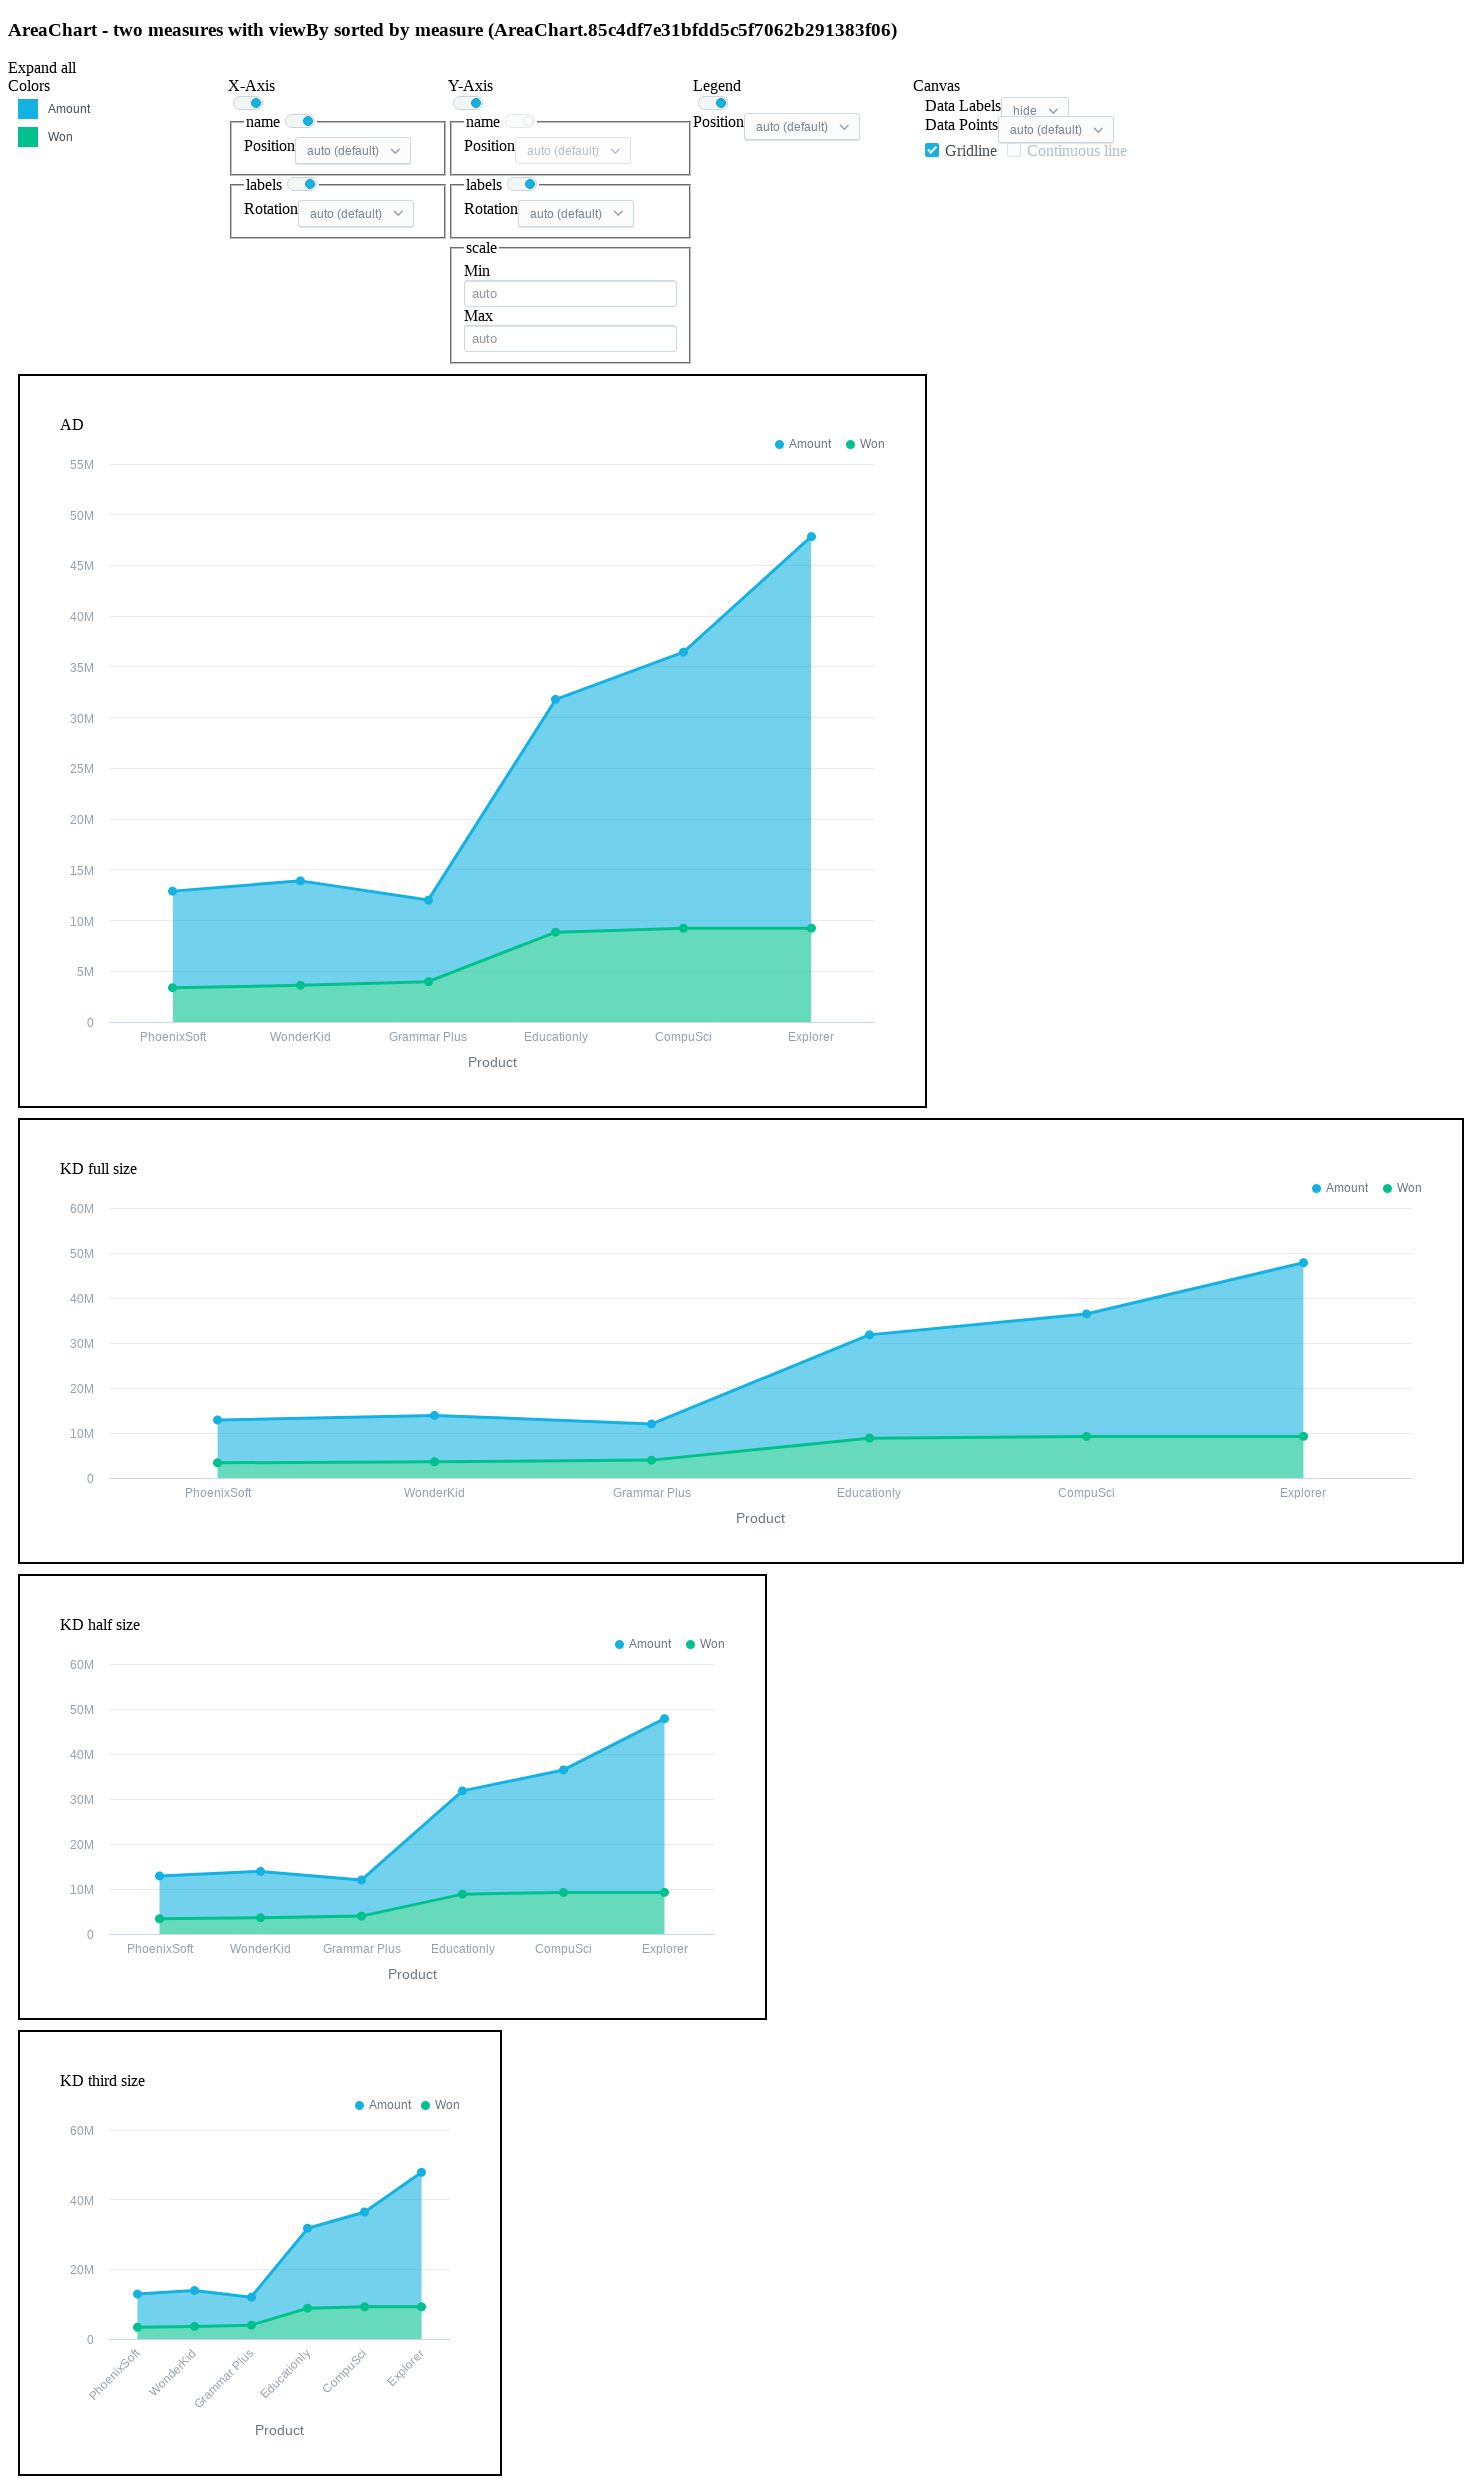 AreaChart - two measures with viewBy sorted by measure (AreaChart.85c4df7e31bfdd5c5f7062b291383f06)
Expand all
Colors
Amount
Won
X-Axis
name
Position auto (default)
labels
Rotation auto (default)
Y-Axis
name
Position auto (default)
labels
Rotation auto (default)
scale
Min
auto
Max
auto
Legend
Position auto (default)
Canvas
Data Labels hide
Data Points auto (default)
Gridline Continuous line
AD
Amount Won
55M
50M
45M
40M
35M
30M
25M
20M
15M
10M
5M
0
PhoenixSoft WonderKid Grammar Plus Educationly CompuSci Explorer
Product
KD full size
Amount Won
60M
50M
40M
30M
20M
10M
0
PhoenixSoft WonderKid Grammar Plus Educationly CompuSci Explorer
Product
KD half size
Amount Won
60M
50M
40M
30M
20M
10M
0
PhoenixSoft WonderKid Grammar Plus Educationly CompuSci Explorer
Product
KD third size
Amount Won
60M
40M
20M
0
PhoenixSoft WonderKid Grammar Plus Educationly CompuSci Explorer
Product